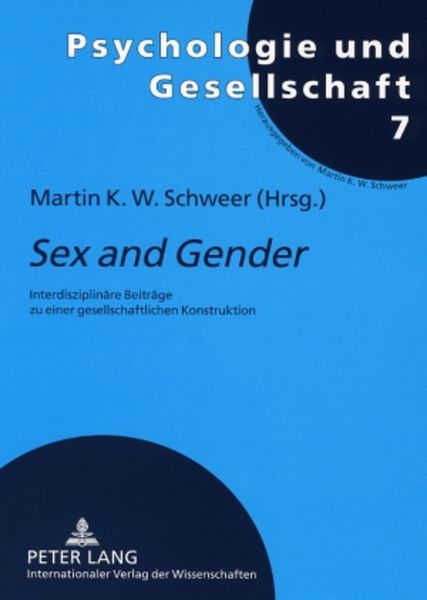 Psychologie und
Gesellschaft
7
Herausgegeben von Martin K. W. Schweer
Martin K. W. Schweer (Hrsg.)
Sex and Gender
Interdisziplinäre Beiträge
zu einer gesellschaftlichen Konstruktion
PETER LANG
Internationaler Verlag der Wissenschaften